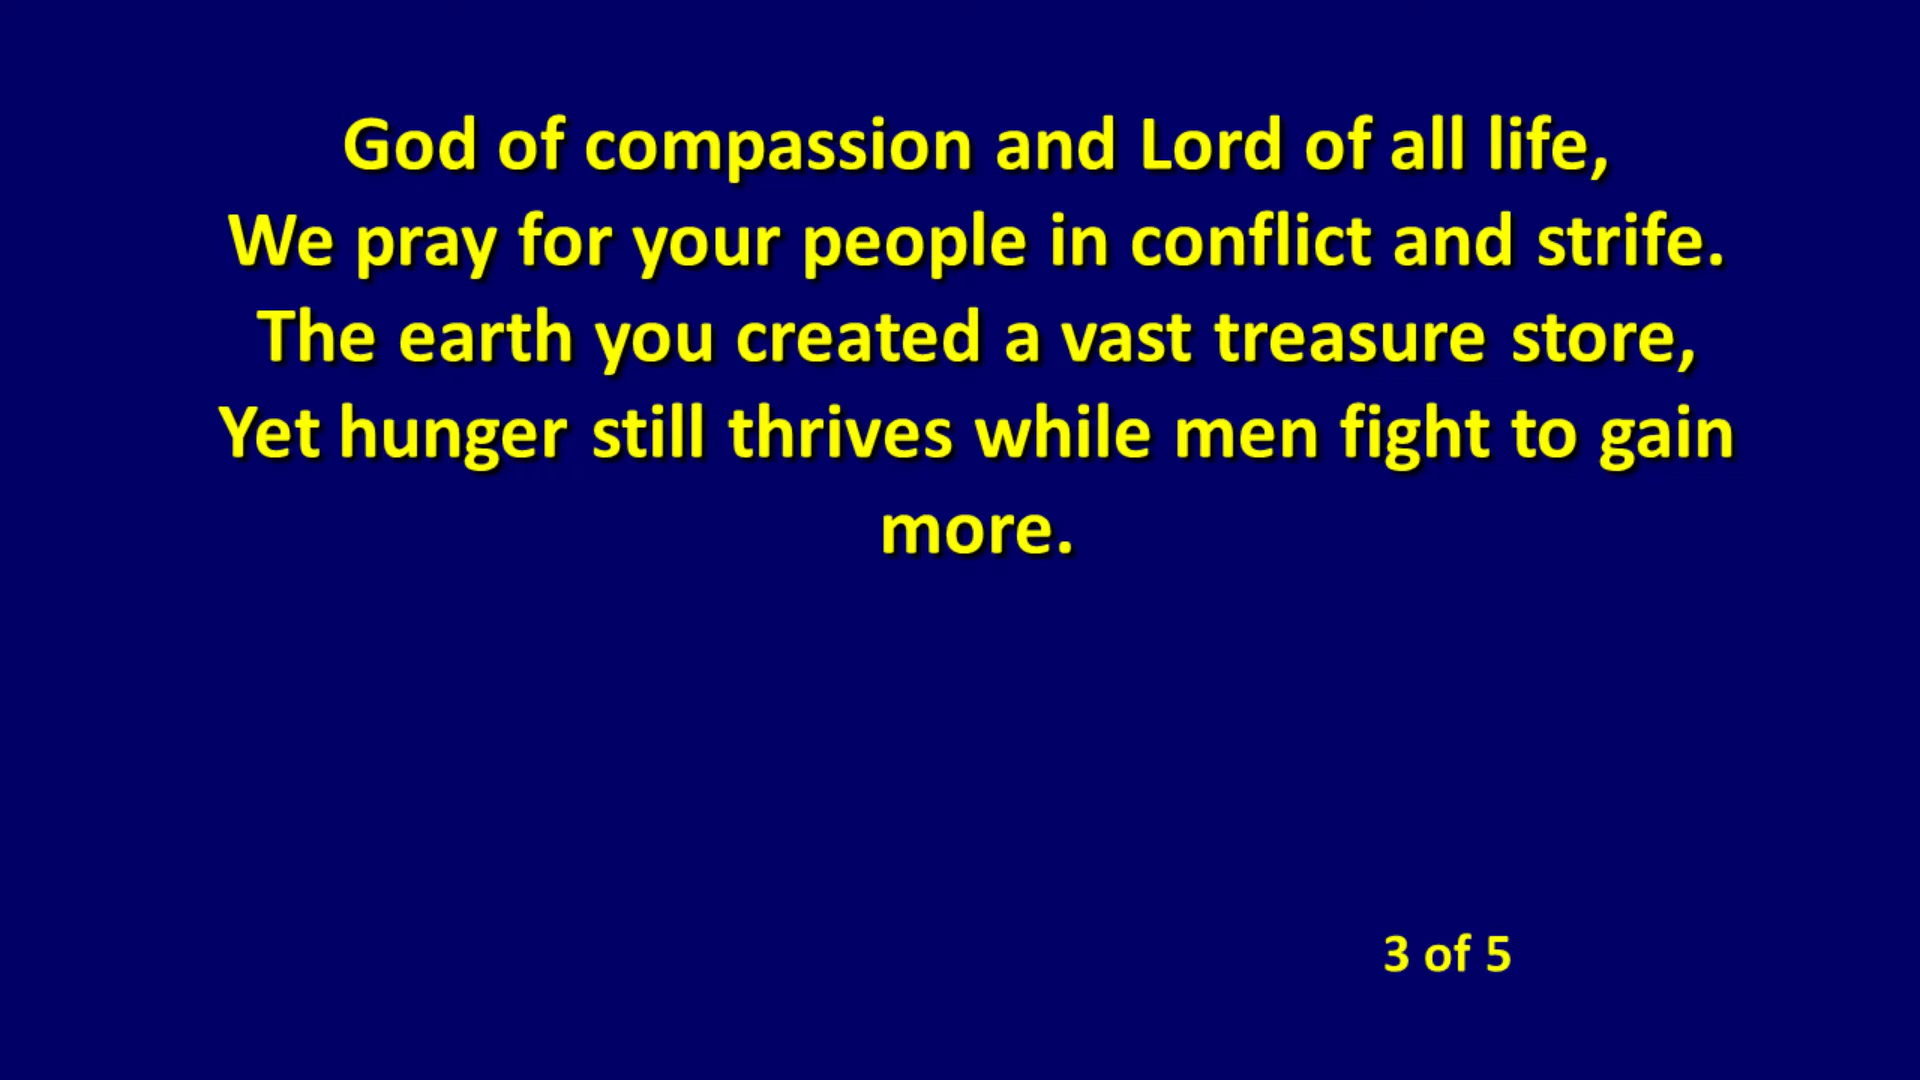 God of compassion and Lord of all life,
We pray for your people in conflict and strife.
The earth you created a vast treasure store,
Yet hunger still thrives while men fight to gain
more.
3 of 5